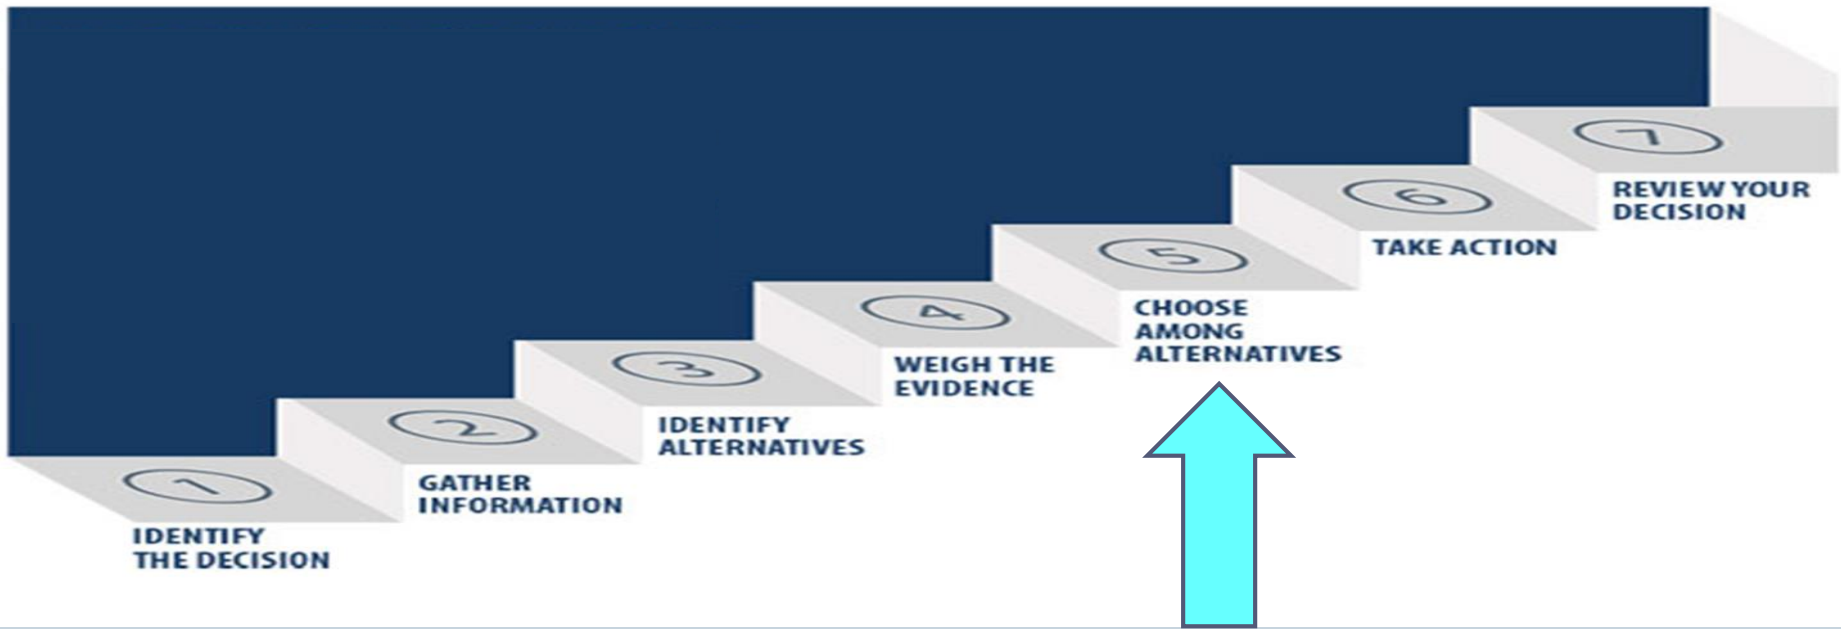 1
IDENTIFY
THE DECISION
2
GATHER
INFORMATION
3
IDENTIFY
ALTERNATIVES
4
WEIGH THE
EVIDENCE
5
CHOOSE
AMONG
ALTERNATIVES
6
TAKE ACTION
7
REVIEW YOUR
DECISION